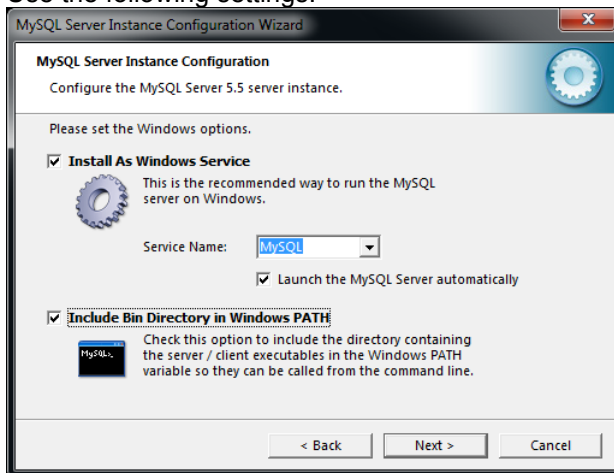 Use the following settings:
MySQL Server Instance Configuration Wizard
MySQL Server Instance Configuration
Configure the MySQL Server 5.5 server instance.
Please set the Windows options.
Install As Windows Service
This is the recommended way to run the MySQL
server on Windows.
Service Name: MySQL
Launch the MySQL Server automatically
Include Bin Directory in Windows PATH
MySQL>_
Check this option to include the directory containing
the server / client executables in the Windows PATH
variable so they can be called from the command line.
< Back Next > Cancel